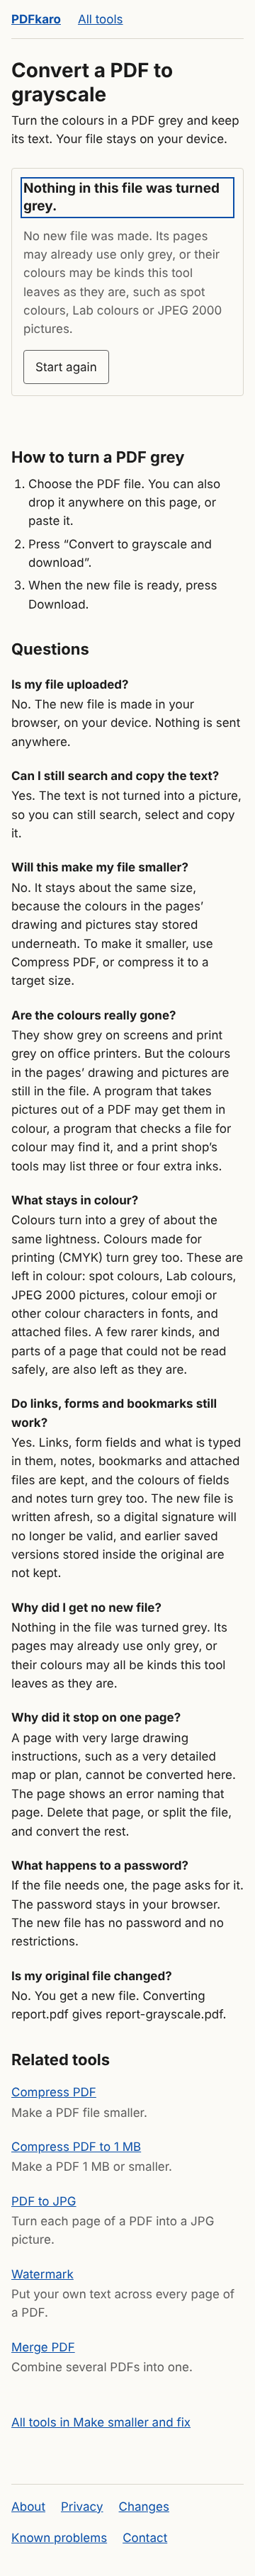 PDFkaro All tools
Convert a PDF to
grayscale
Turn the colours in a PDF grey and keep
its text. Your file stays on your device.
Nothing in this file was turned
grey.
No new file was made. Its pages
may already use only grey, or their
colours may be kinds this tool
leaves as they are, such as spot
colours, Lab colours or JPEG 2000
pictures.
Start again
How to turn a PDF grey
1. Choose the PDF file. You can also
drop it anywhere on this page, or
paste it.
2. Press “Convert to grayscale and
download”.
3. When the new file is ready, press
Download.
Questions
Is my file uploaded?
No. The new file is made in your
browser, on your device. Nothing is sent
anywhere.
Can I still search and copy the text?
Yes. The text is not turned into a picture,
so you can still search, select and copy
it.
Will this make my file smaller?
No. It stays about the same size,
because the colours in the pages’
drawing and pictures stay stored
underneath. To make it smaller, use
Compress PDF, or compress it to a
target size.
Are the colours really gone?
They show grey on screens and print
grey on office printers. But the colours
in the pages’ drawing and pictures are
still in the file. A program that takes
pictures out of a PDF may get them in
colour, a program that checks a file for
colour may find it, and a print shop’s
tools may list three or four extra inks.
What stays in colour?
Colours turn into a grey of about the
same lightness. Colours made for
printing (CMYK) turn grey too. These are
left in colour: spot colours, Lab colours,
JPEG 2000 pictures, colour emoji or
other colour characters in fonts, and
attached files. A few rarer kinds, and
parts of a page that could not be read
safely, are also left as they are.
Do links, forms and bookmarks still
work?
Yes. Links, form fields and what is typed
in them, notes, bookmarks and attached
files are kept, and the colours of fields
and notes turn grey too. The new file is
written afresh, so a digital signature will
no longer be valid, and earlier saved
versions stored inside the original are
not kept.
Why did I get no new file?
Nothing in the file was turned grey. Its
pages may already use only grey, or
their colours may all be kinds this tool
leaves as they are.
Why did it stop on one page?
A page with very large drawing
instructions, such as a very detailed
map or plan, cannot be converted here.
The page shows an error naming that
page. Delete that page, or split the file,
and convert the rest.
What happens to a password?
If the file needs one, the page asks for it.
The password stays in your browser.
The new file has no password and no
restrictions.
Is my original file changed?
No. You get a new file. Converting
report.pdf gives report-grayscale.pdf.
Related tools
Compress PDF
Make a PDF file smaller.
Compress PDF to 1 MB
Make a PDF 1 MB or smaller.
PDF to JPG
Turn each page of a PDF into a JPG
picture.
Watermark
Put your own text across every page of
a PDF.
Merge PDF
Combine several PDFs into one.
All tools in Make smaller and fix
About Privacy Changes
Known problems Contact